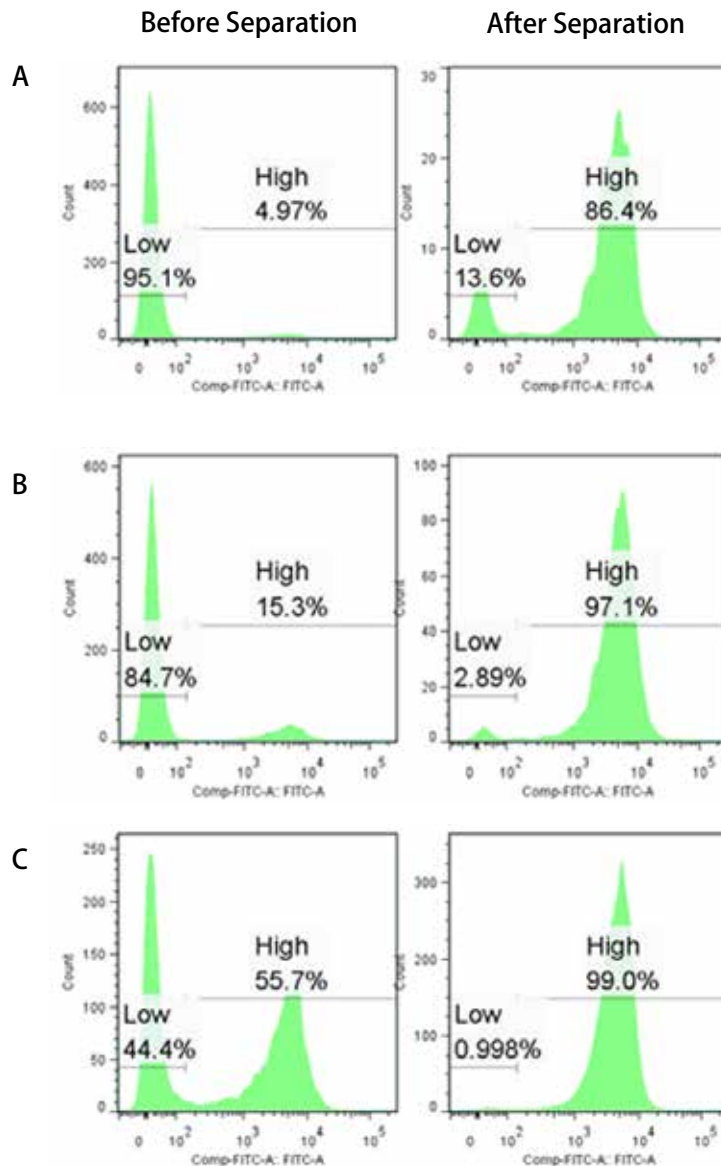 Before Separation After Separation
A
600
400
200
0
Count
High
4.97%
Low
95.1%
0 10² 10³ 10⁴ 10⁵
Comp-FITC-A:: FITC-A
30
20
10
0
Count
High
86.4%
Low
13.6%
0 10² 10³ 10⁴ 10⁵
Comp-FITC-A:: FITC-A
B
600
400
200
0
Count
High
15.3%
Low
84.7%
0 10² 10³ 10⁴ 10⁵
Comp-FITC-A:: FITC-A
100
80
60
40
20
0
Count
High
97.1%
Low
2.89%
0 10² 10³ 10⁴ 10⁵
Comp-FITC-A:: FITC-A
C
250
200
150
100
50
0
Count
High
55.7%
Low
44.4%
0 10² 10³ 10⁴ 10⁵
Comp-FITC-A:: FITC-A
300
200
100
0
Count
High
99.0%
Low
0.998%
0 10² 10³ 10⁴ 10⁵
Comp-FITC-A:: FITC-A